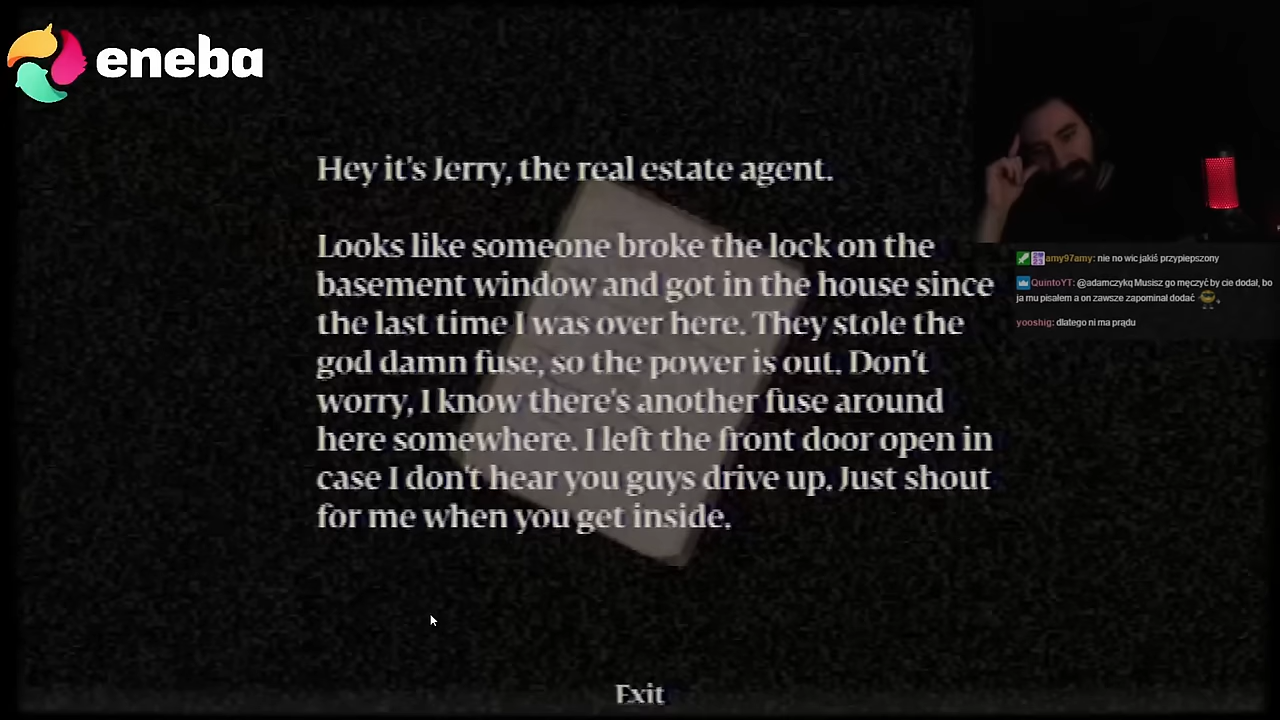 eneba
Hey it's Jerry, the real estate agent.
Looks like someone broke the lock on the
basement window and got in the house since
the last time I was over here. They stole the
god damn fuse, so the power is out. Don't
worry, I know there's another fuse around
here somewhere. I left the front door open in
case I don't hear you guys drive up. Just shout
for me when you get inside.
Exit
amy97amy: nie no wic jakiś przypiepszony
QuintoYT: @adamczykq Musisz go męczyć by cie dodał, bo
ja mu pisałem a on zawsze zapominał dodać
yooshig: dlatego ni ma prądu